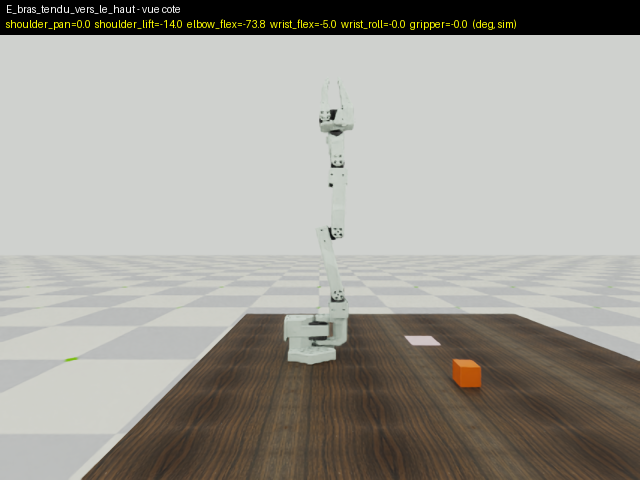 E_bras_tendu_vers_le_haut - vue cote
shoulder_pan=0.0 shoulder_lift=-14.0 elbow_flex=-73.8 wrist_flex=-5.0 wrist_roll=-0.0 gripper=-0.0 (deg, sim)